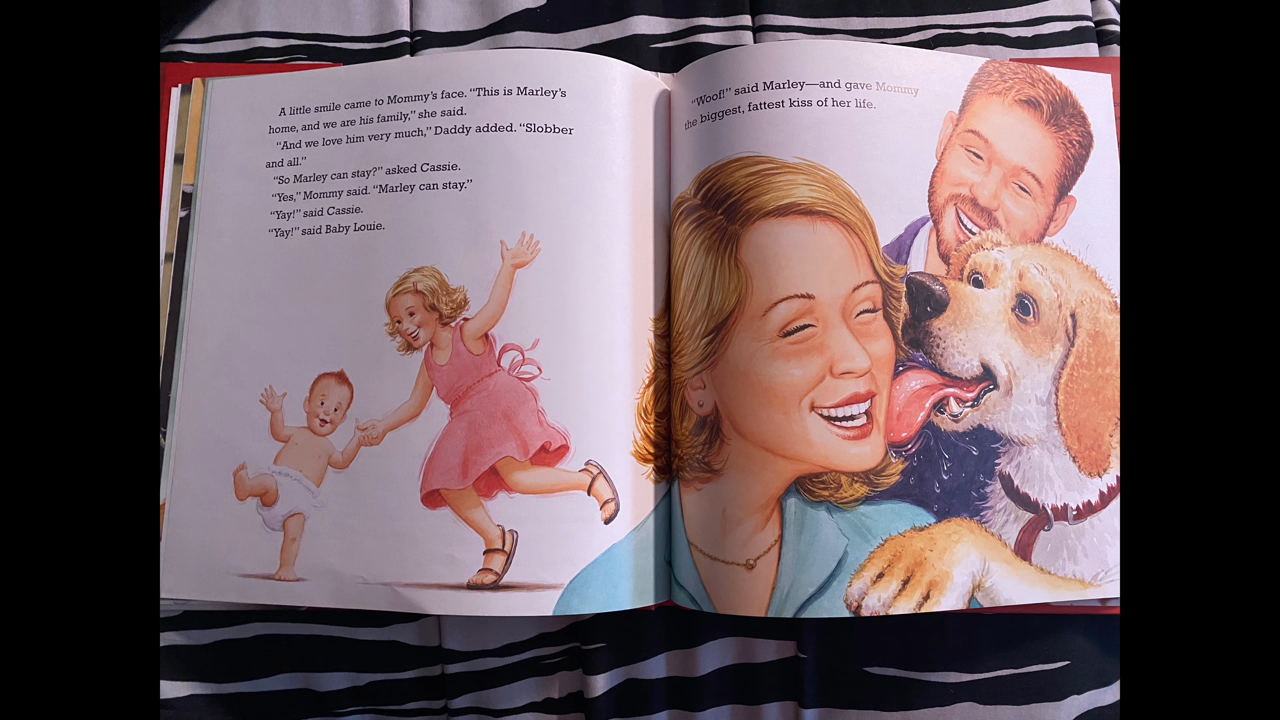 A little smile came to Mommy's face. “This is Marley's
home, and we are his family,” she said.
“And we love him very much,” Daddy added. “Slobber
and all.”
“So Marley can stay?” asked Cassie.
“Yes,” Mommy said. “Marley can stay.”
“Yay!” said Cassie.
“Yay!” said Baby Louie.
“Woof!” said Marley—and gave Mommy
the biggest, fattest kiss of her life.